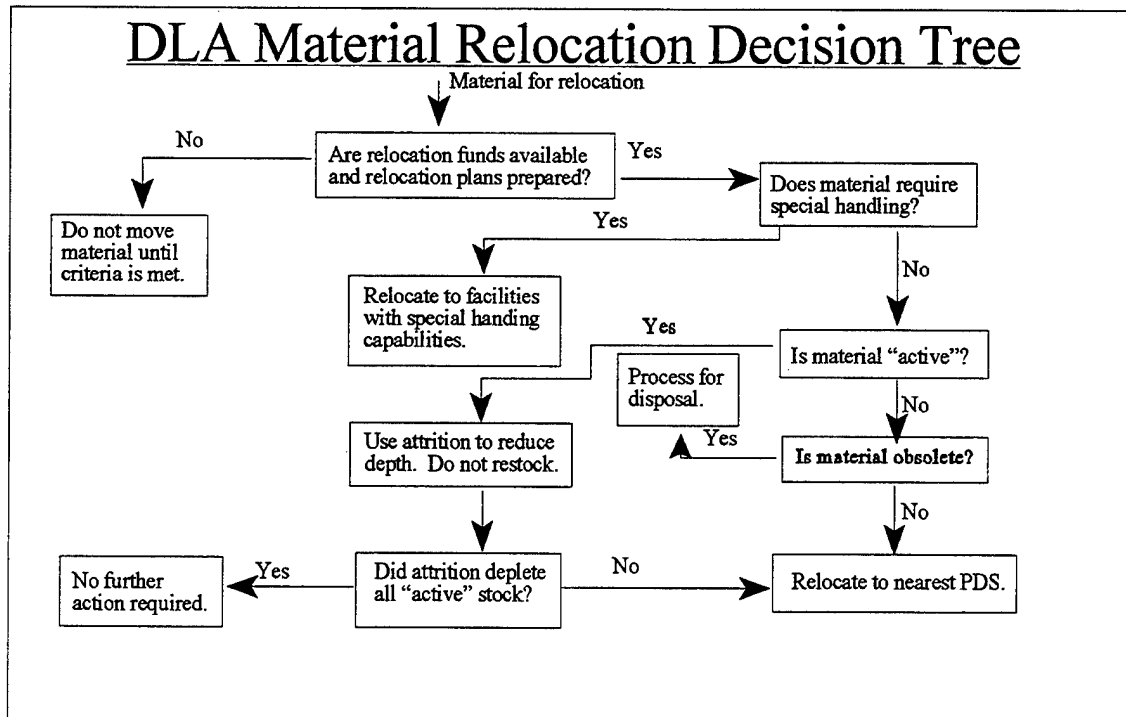 DLA Material Relocation Decision Tree
Material for relocation
No
Are relocation funds available
and relocation plans prepared?
Yes
Does material require
special handling?
Do not move
material until
criteria is met.
Yes
No
Relocate to facilities
with special handing
capabilities.
Yes
Is material “active”?
Process for
disposal.
No
Use attrition to reduce
depth. Do not restock.
Yes
Is material obsolete?
No
No further
action required.
Yes
Did attrition deplete
all “active” stock?
No
Relocate to nearest PDS.